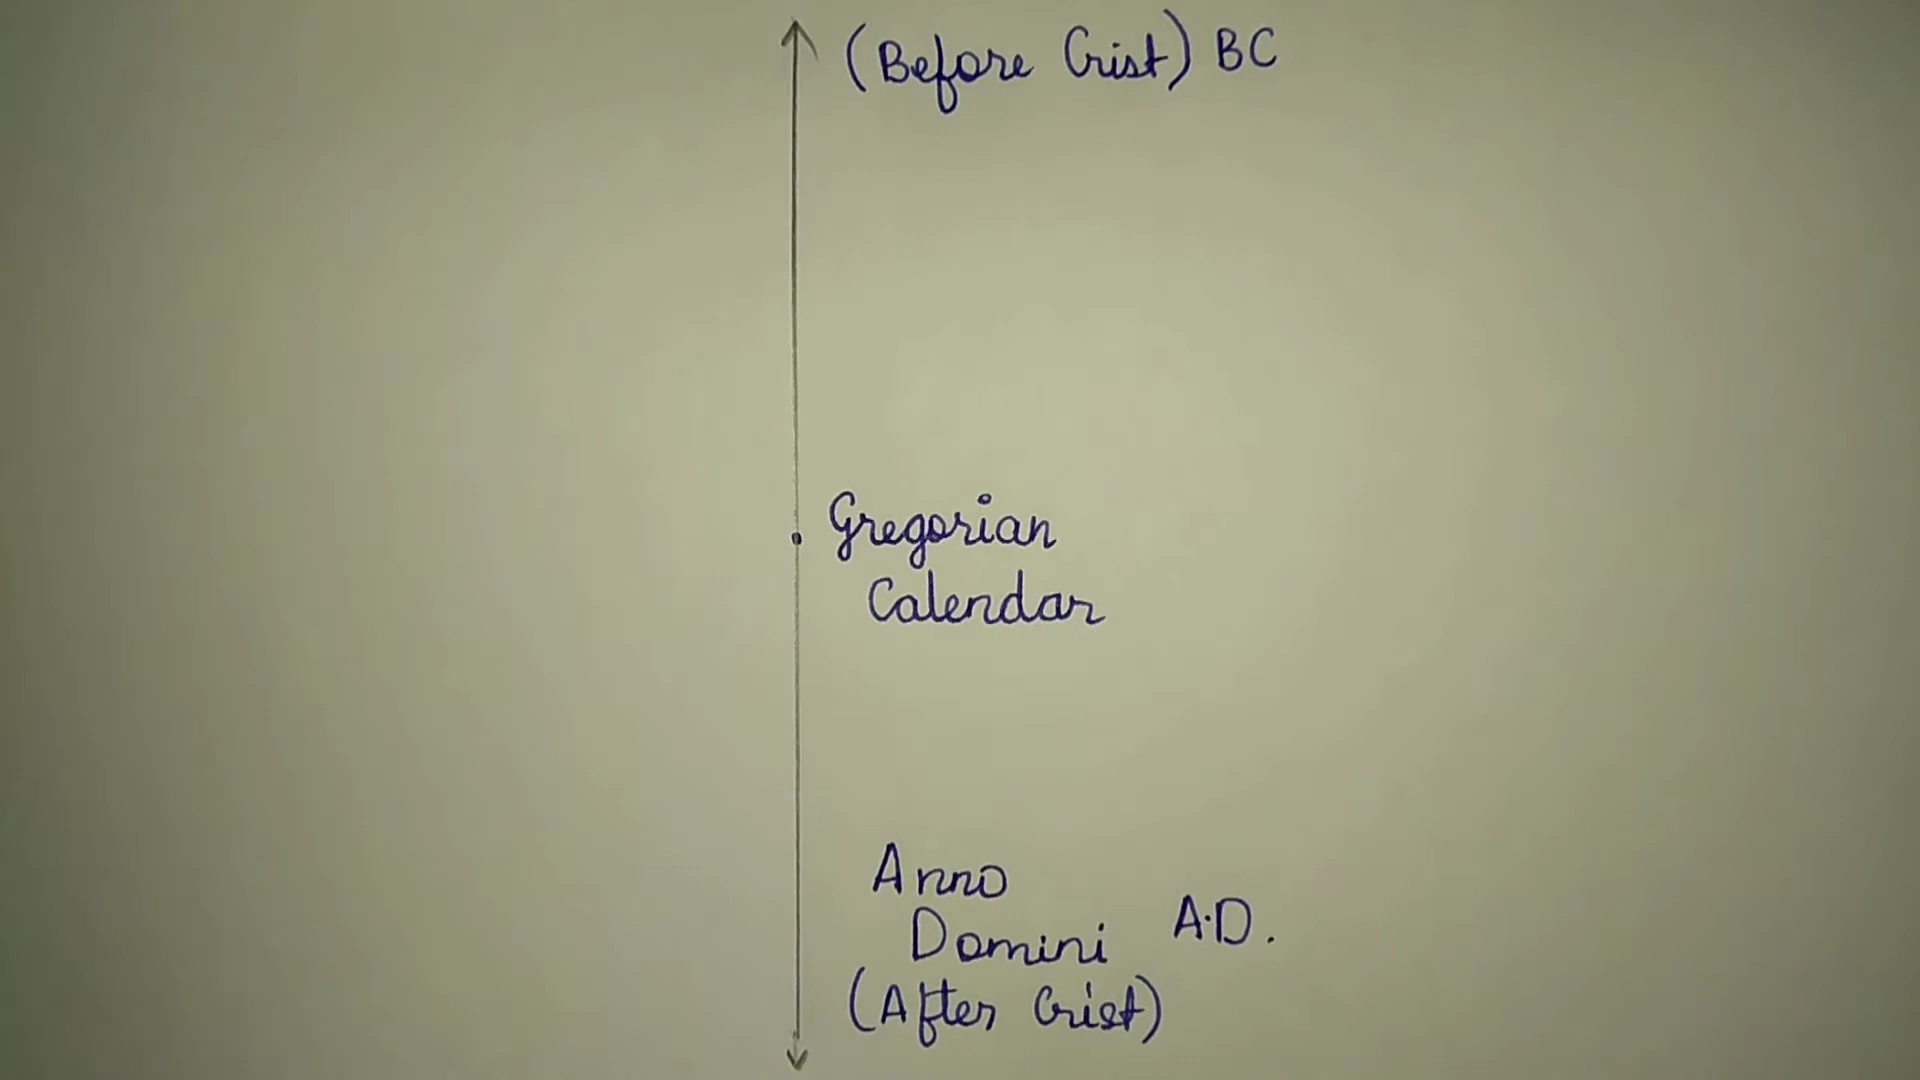 (Before Crist) BC
Gregorian
Calendar
Anno
Domini A.D.
(After Crist)